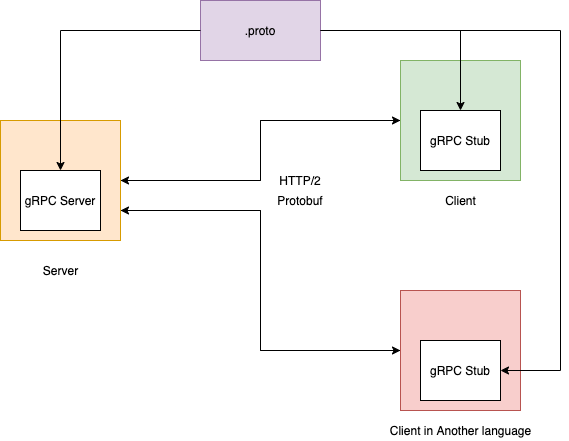 .proto
gRPC Stub
HTTP/2
Protobuf
gRPC Server
Client
Server
gRPC Stub
Client in Another language